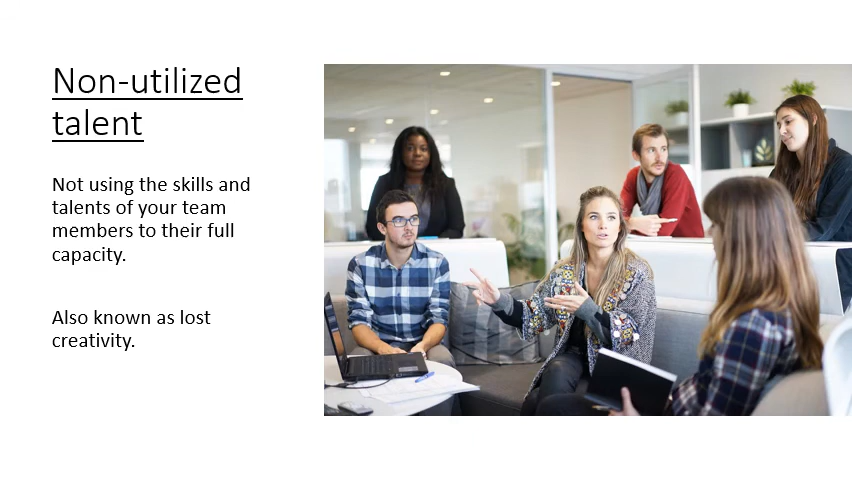 Non-utilized
talent
Not using the skills and
talents of your team
members to their full
capacity.
Also known as lost
creativity.